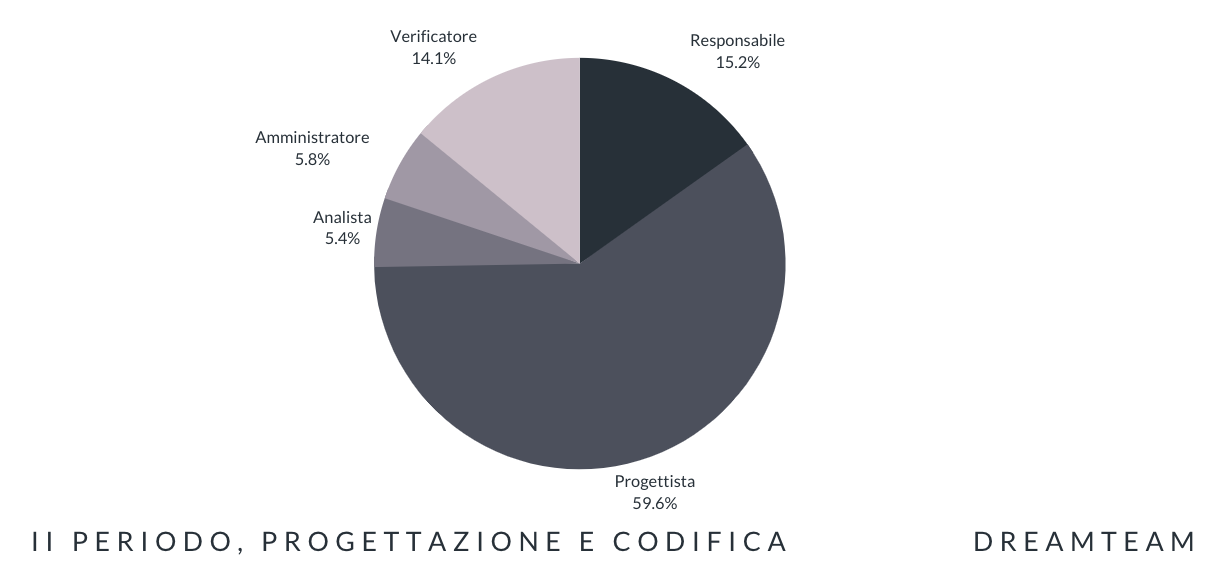 Verificatore
14.1%
Responsabile
15.2%
Amministratore
5.8%
Analista
5.4%
Progettista
59.6%
II PERIODO, PROGETTAZIONE E CODIFICA
DREAMTEAM